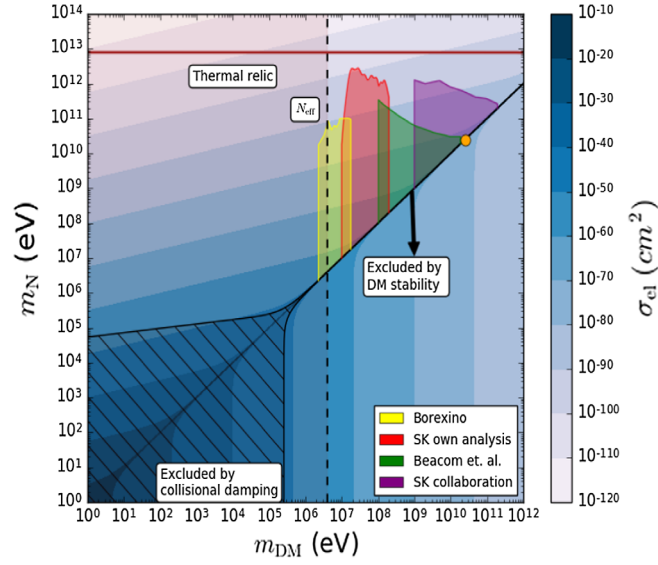 10^14
10^13
10^12
10^11
10^10
10^9
10^8
10^7
10^6
10^5
10^4
10^3
10^2
10^1
10^0
m_N (eV)
Thermal relic
N_eff
Excluded by
DM stability
Excluded by
collisional damping
Borexino
SK own analysis
Beacom et. al.
SK collaboration
10^0 10^1 10^2 10^3 10^4 10^5 10^6 10^7 10^8 10^9 10^10 10^11 10^12
m_DM (eV)
10^-10
10^-20
10^-30
10^-40
10^-50
10^-60
10^-70
10^-80
10^-90
10^-100
10^-110
10^-120
σ_el (cm^2)